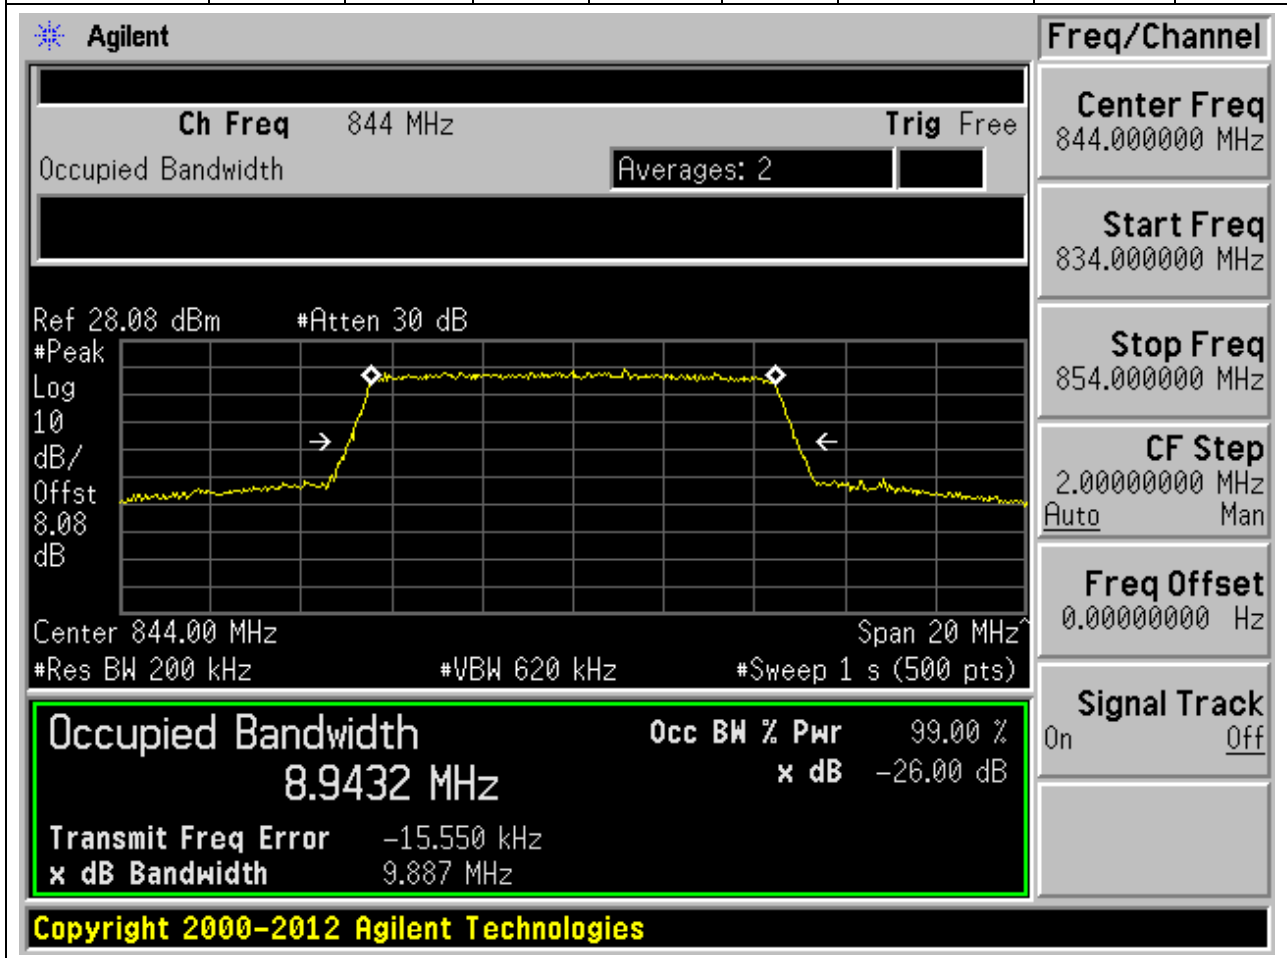 Agilent
Freq/Channel
Ch Freq 844 MHz Trig Free
Occupied Bandwidth Averages: 2
Center Freq
844.000000 MHz
Start Freq
834.000000 MHz
Stop Freq
854.000000 MHz
CF Step
2.00000000 MHz
Auto Man
Freq Offset
0.00000000 Hz
Signal Track
On Off
Ref 28.08 dBm #Atten 30 dB
#Peak
Log
10
dB/
Offst
8.08
dB
Center 844.00 MHz Span 20 MHz^
#Res BW 200 kHz #VBW 620 kHz #Sweep 1 s (500 pts)
Occupied Bandwidth Occ BW % Pwr 99.00 %
8.9432 MHz x dB -26.00 dB
Transmit Freq Error -15.550 kHz
x dB Bandwidth 9.887 MHz
Copyright 2000-2012 Agilent Technologies